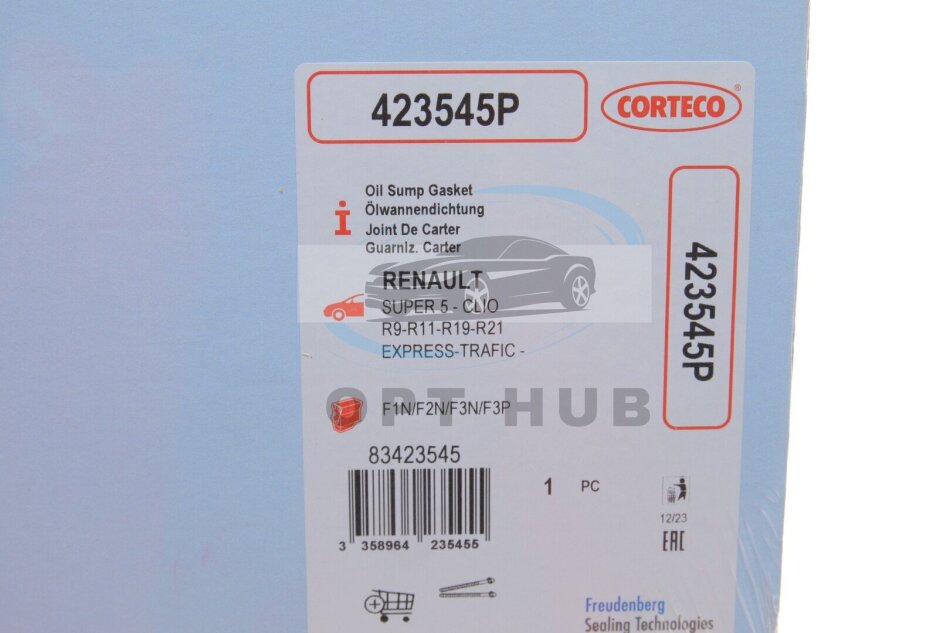 423545P
CORTECO®
423545P
i
Oil Sump Gasket
Ölwannendichtung
Joint De Carter
Guarniz. Carter
RENAULT
SUPER 5 - CLIO
R9-R11-R19-R21
EXPRESS-TRAFIC -
OPT HUB
F1N/F2N/F3N/F3P
83423545
1 PC
12/23
EAC
3 358964 235455
Freudenberg
Sealing Technologies